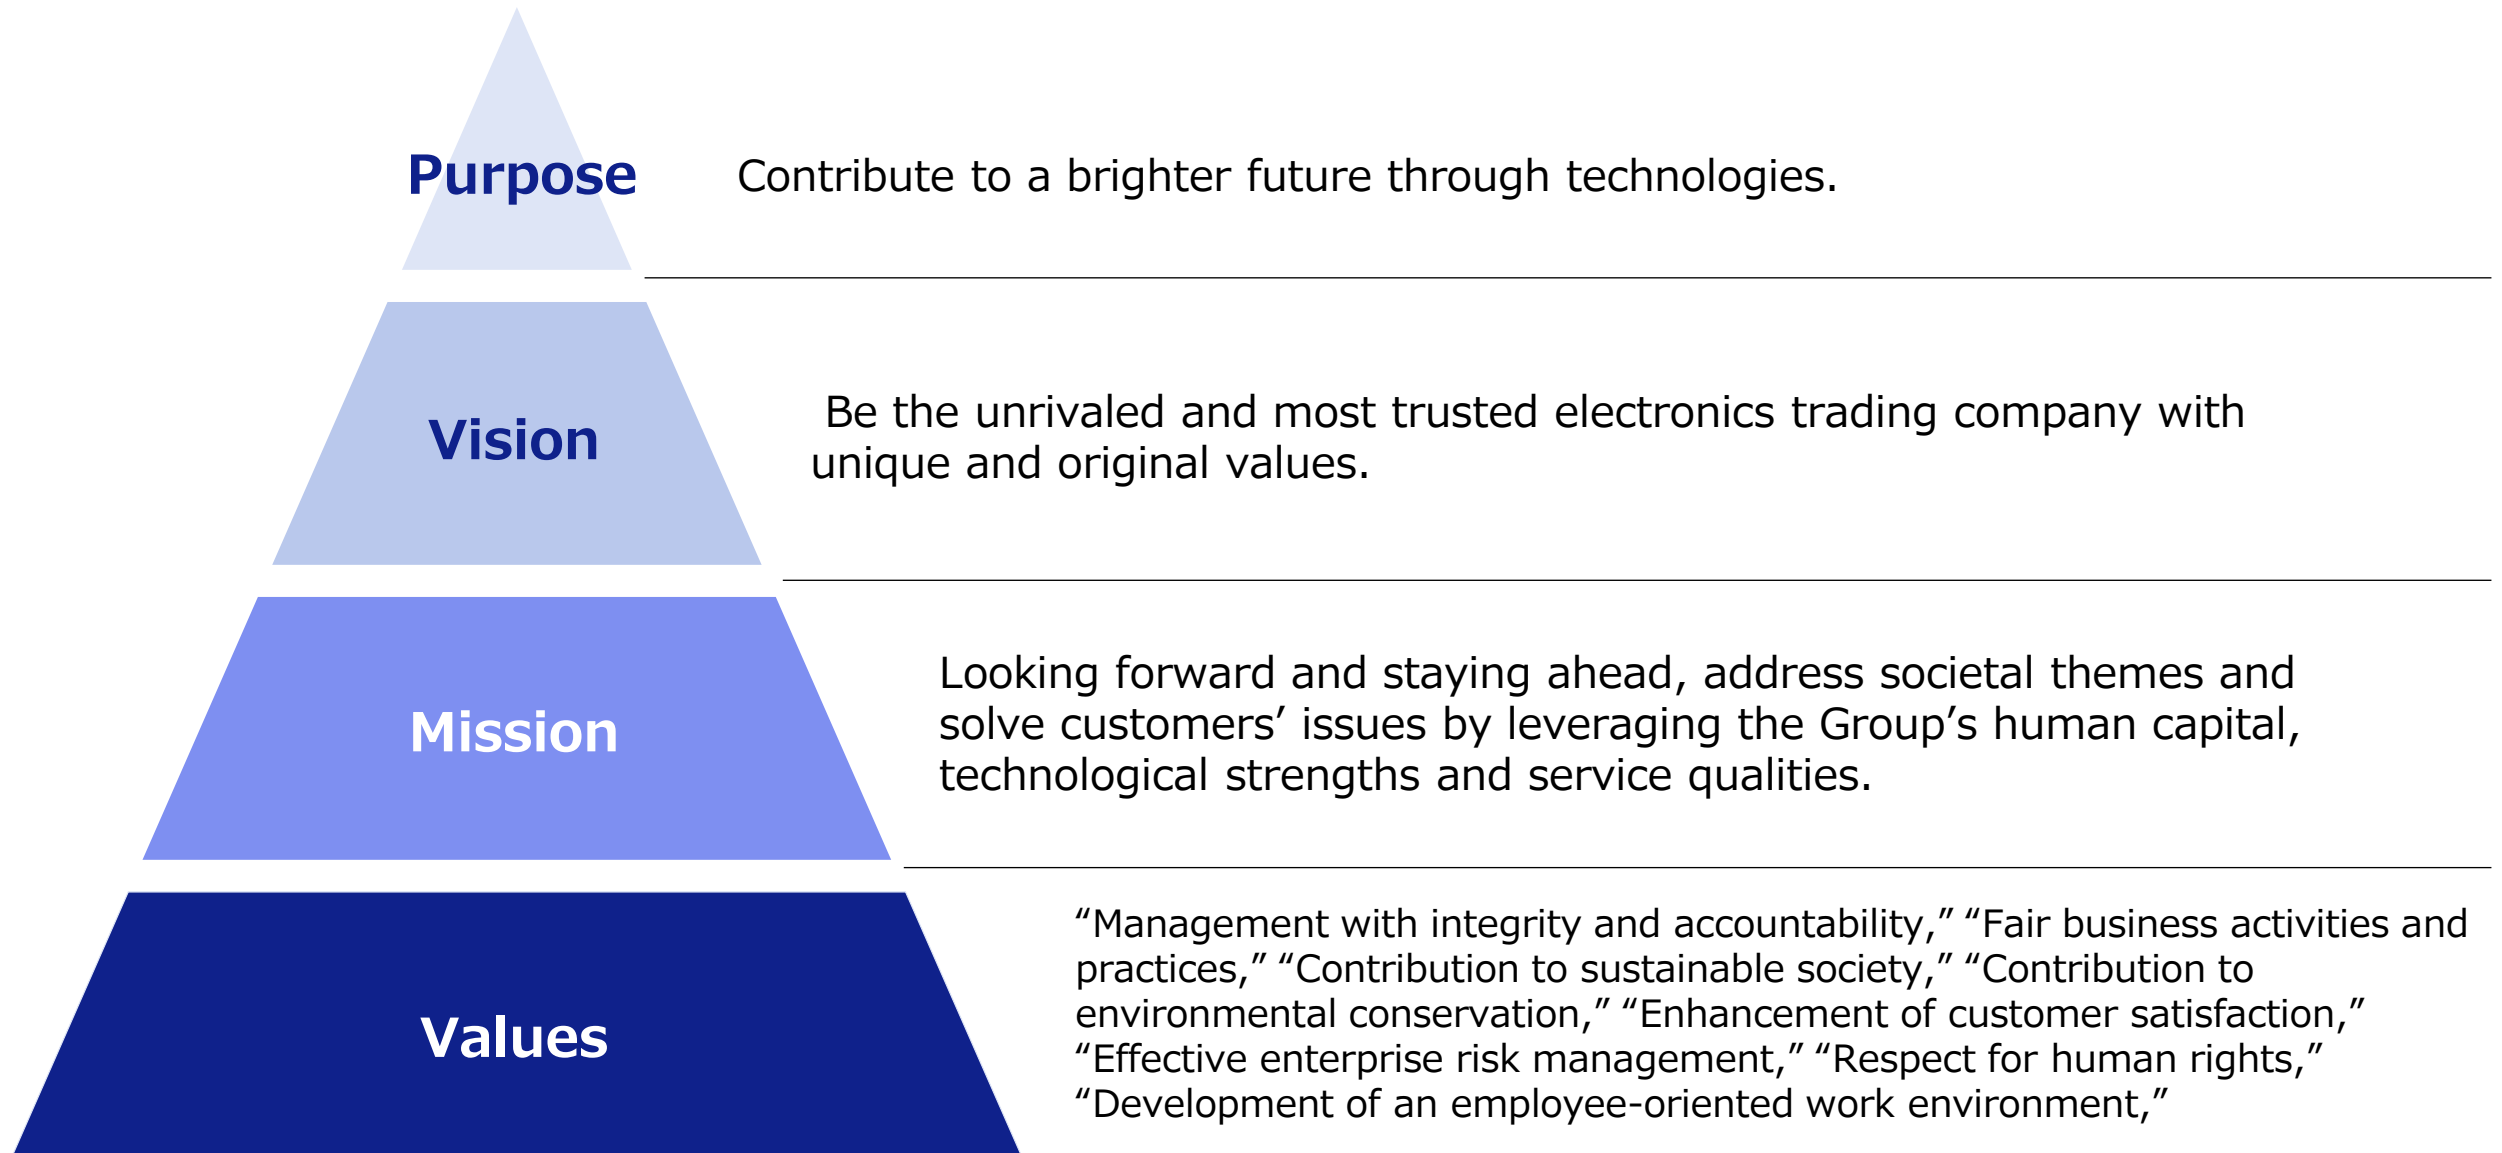 Purpose
Contribute to a brighter future through technologies.
Vision
Be the unrivaled and most trusted electronics trading company with
unique and original values.
Mission
Looking forward and staying ahead, address societal themes and
solve customers’ issues by leveraging the Group’s human capital,
technological strengths and service qualities.
Values
“Management with integrity and accountability,” “Fair business activities and
practices,” “Contribution to sustainable society,” “Contribution to
environmental conservation,” “Enhancement of customer satisfaction,”
“Effective enterprise risk management,” “Respect for human rights,”
“Development of an employee-oriented work environment,”